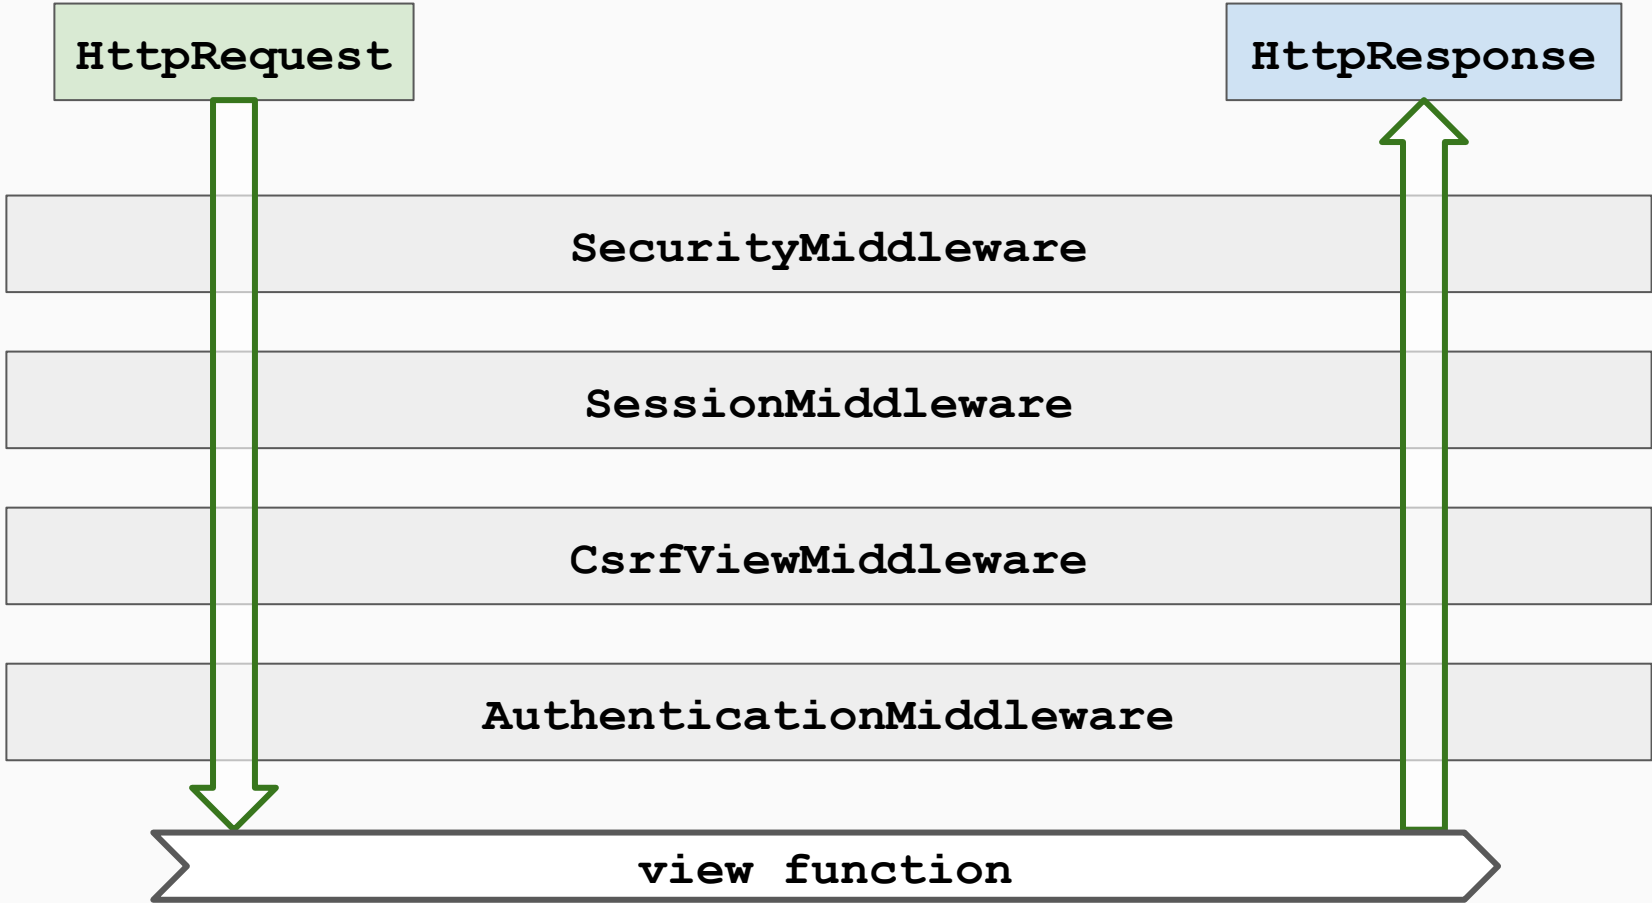 HttpRequest
HttpResponse
SecurityMiddleware
SessionMiddleware
CsrfViewMiddleware
AuthenticationMiddleware
view function